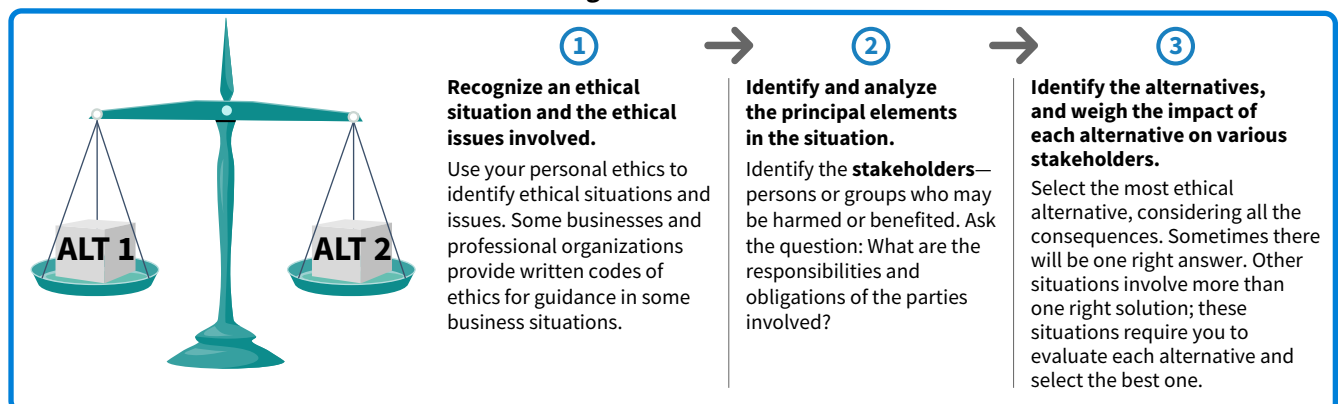 ALT 1
ALT 2
1
Recognize an ethical
situation and the ethical
issues involved.
Use your personal ethics to
identify ethical situations and
issues. Some businesses and
professional organizations
provide written codes of
ethics for guidance in some
business situations.
2
Identify and analyze
the principal elements
in the situation.
Identify the stakeholders—
persons or groups who may
be harmed or benefited. Ask
the question: What are the
responsibilities and
obligations of the parties
involved?
3
Identify the alternatives,
and weigh the impact of
each alternative on various
stakeholders.
Select the most ethical
alternative, considering all the
consequences. Sometimes there
will be one right answer. Other
situations involve more than
one right solution; these
situations require you to
evaluate each alternative and
select the best one.